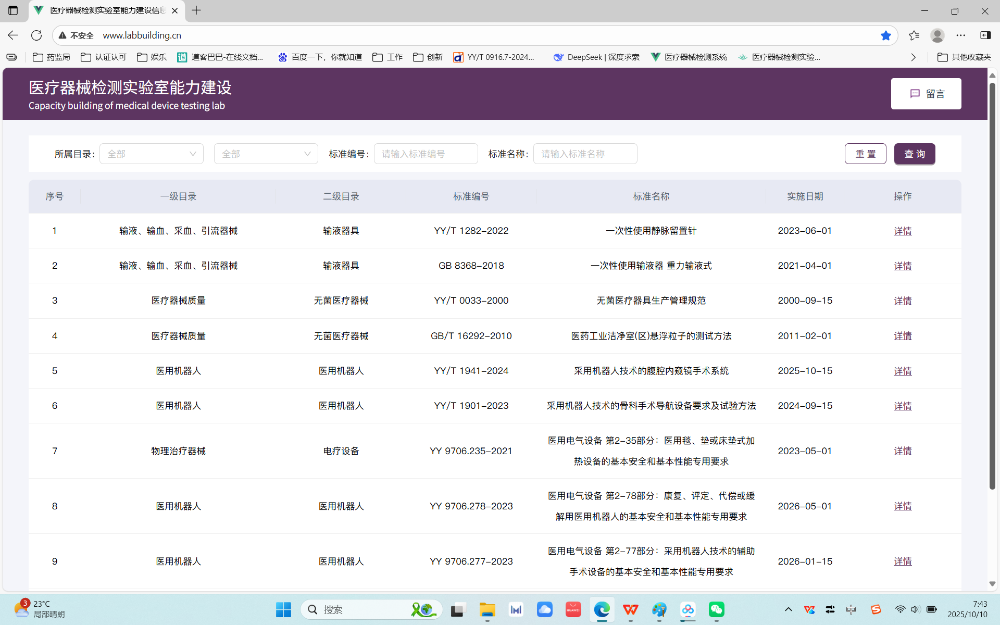 医疗器械检测实验室能力建设信息
不安全 www.labbuilding.cn
药监局 认证认可 娱乐 道客巴巴-在线文档... 百度一下，你就知道 工作 创新 YY/T 0916.7-2024... DeepSeek | 深度求索 医疗器械检测系统 医疗器械检测实验... 其他收藏夹
医疗器械检测实验室能力建设
Capacity building of medical device testing lab
留言
所属目录: 全部 全部 标准编号: 请输入标准编号 标准名称: 请输入标准名称 重 置 查 询
序号 一级目录 二级目录 标准编号 标准名称 实施日期 操作
1 输液、输血、采血、引流器械 输液器具 YY/T 1282-2022 一次性使用静脉留置针 2023-06-01 详情
2 输液、输血、采血、引流器械 输液器具 GB 8368-2018 一次性使用输液器 重力输液式 2021-04-01 详情
3 医疗器械质量 无菌医疗器械 YY/T 0033-2000 无菌医疗器具生产管理规范 2000-09-15 详情
4 医疗器械质量 无菌医疗器械 GB/T 16292-2010 医药工业洁净室(区)悬浮粒子的测试方法 2011-02-01 详情
5 医用机器人 医用机器人 YY/T 1941-2024 采用机器人技术的腹腔内窥镜手术系统 2025-10-15 详情
6 医用机器人 医用机器人 YY/T 1901-2023 采用机器人技术的骨科手术导航设备要求及试验方法 2024-09-15 详情
医用电气设备 第2-35部分：医用毯、垫或床垫式加
7 物理治疗器械 电疗设备 YY 9706.235-2021 2023-05-01 详情
热设备的基本安全和基本性能专用要求
医用电气设备 第2-78部分：康复、评定、代偿或缓
8 医用机器人 医用机器人 YY 9706.278-2023 2026-05-01 详情
解用医用机器人的基本安全和基本性能专用要求
医用电气设备 第2-77部分：采用机器人技术的辅助
9 医用机器人 医用机器人 YY 9706.277-2023 2026-01-15 详情
手术设备的基本安全和基本性能专用要求
3 23°C
局部晴朗
搜索
HUAWEI
7:43
2025/10/10